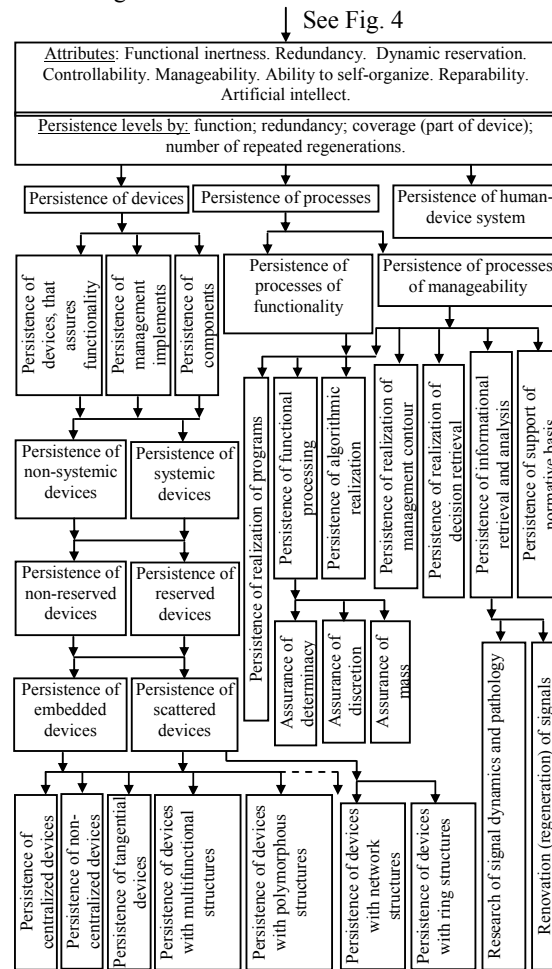 See Fig. 4
Attributes: Functional inertness. Redundancy. Dynamic reservation.
Controllability. Manageability. Ability to self-organize. Reparability.
Artificial intellect.
Persistence levels by: function; redundancy; coverage (part of device);
number of repeated regenerations.
Persistence of devices
Persistence of processes
Persistence of human-
device system
Persistence of
devices, that
assures
functionality
Persistence of
management
implements
Persistence of
components
Persistence of
processes of
functionality
Persistence of processes
of manageability
Persistence of
non-systemic
devices
Persistence of
systemic
devices
Persistence of realization of programs
Persistence of functional
processing
Persistence of algorithmic
realization
Persistence of realization of
management contour
Persistence of realization of
decision retrieval
Persistence of informational
retrieval and analysis
Persistence of support of
normative basis
Persistence of
non-reserved
devices
Persistence of
reserved
devices
Assurance of
determinacy
Assurance of
discretion
Assurance of
mass
Research of signal dynamics and pathology
Renovation (regeneration) of signals
Persistence of
embedded
devices
Persistence of
scattered
devices
Persistence of
centralized devices
Persistence of non-
centralized devices
Persistence of tangential
devices
Persistence of devices
with multifunctional
structures
Persistence of devices
with polymorphous
structures
Persistence of devices
with network
structures
Persistence of devices
with ring structures